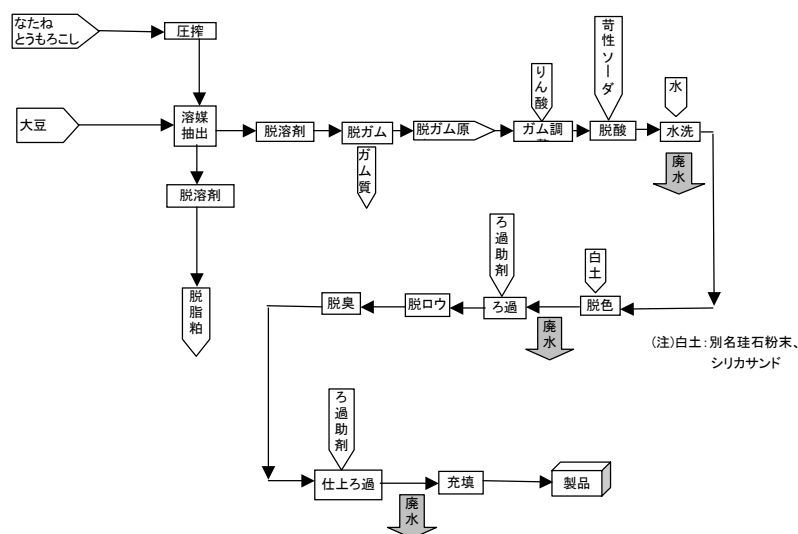 なたね
とうもろこし
圧搾
大豆
溶媒
抽出
脱溶剤
脱ガム
脱ガム原
りん酸
ガム調
苛性ソーダ
脱酸
水
水洗
廃水
ガム質
脱溶剤
脱脂粕
白土
脱色
ろ過助剤
ろ過
廃水
脱ロウ
脱臭
(注)白土:別名珪石粉末、
シリカサンド
ろ過助剤
仕上ろ過
廃水
充填
製品